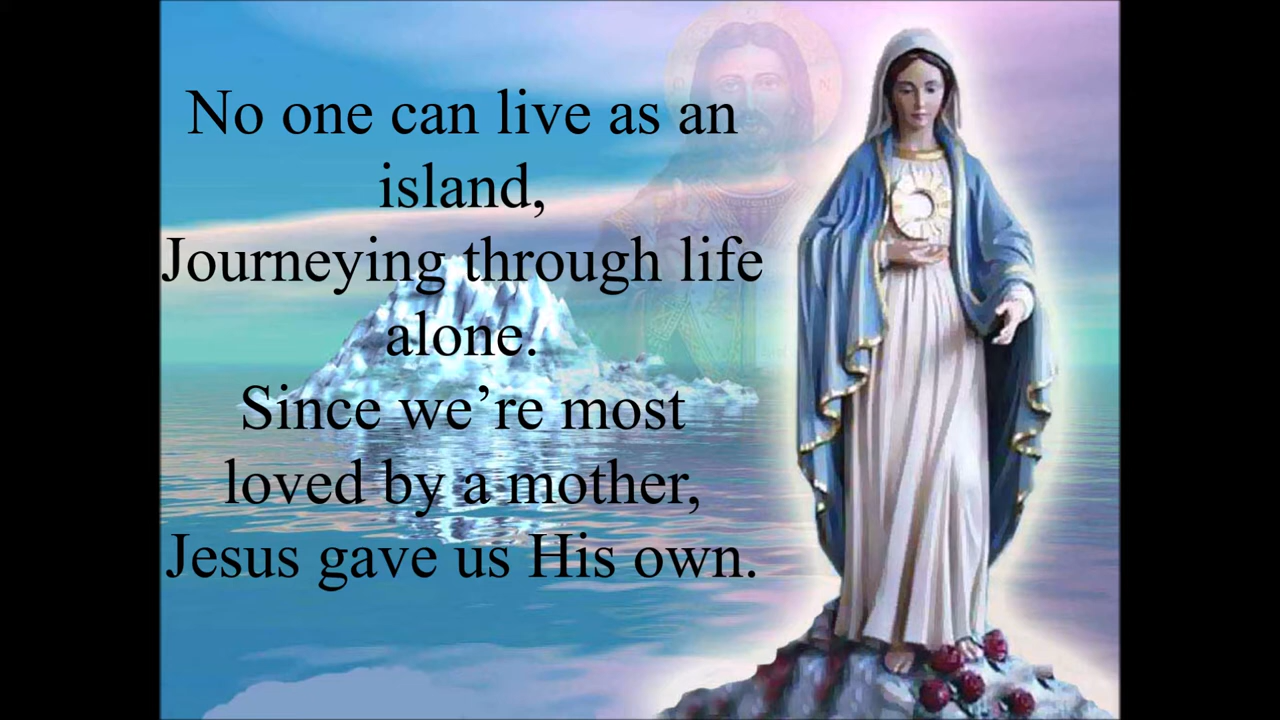 No one can live as an
island,
Journeying through life
alone.
Since we’re most
loved by a mother,
Jesus gave us His own.